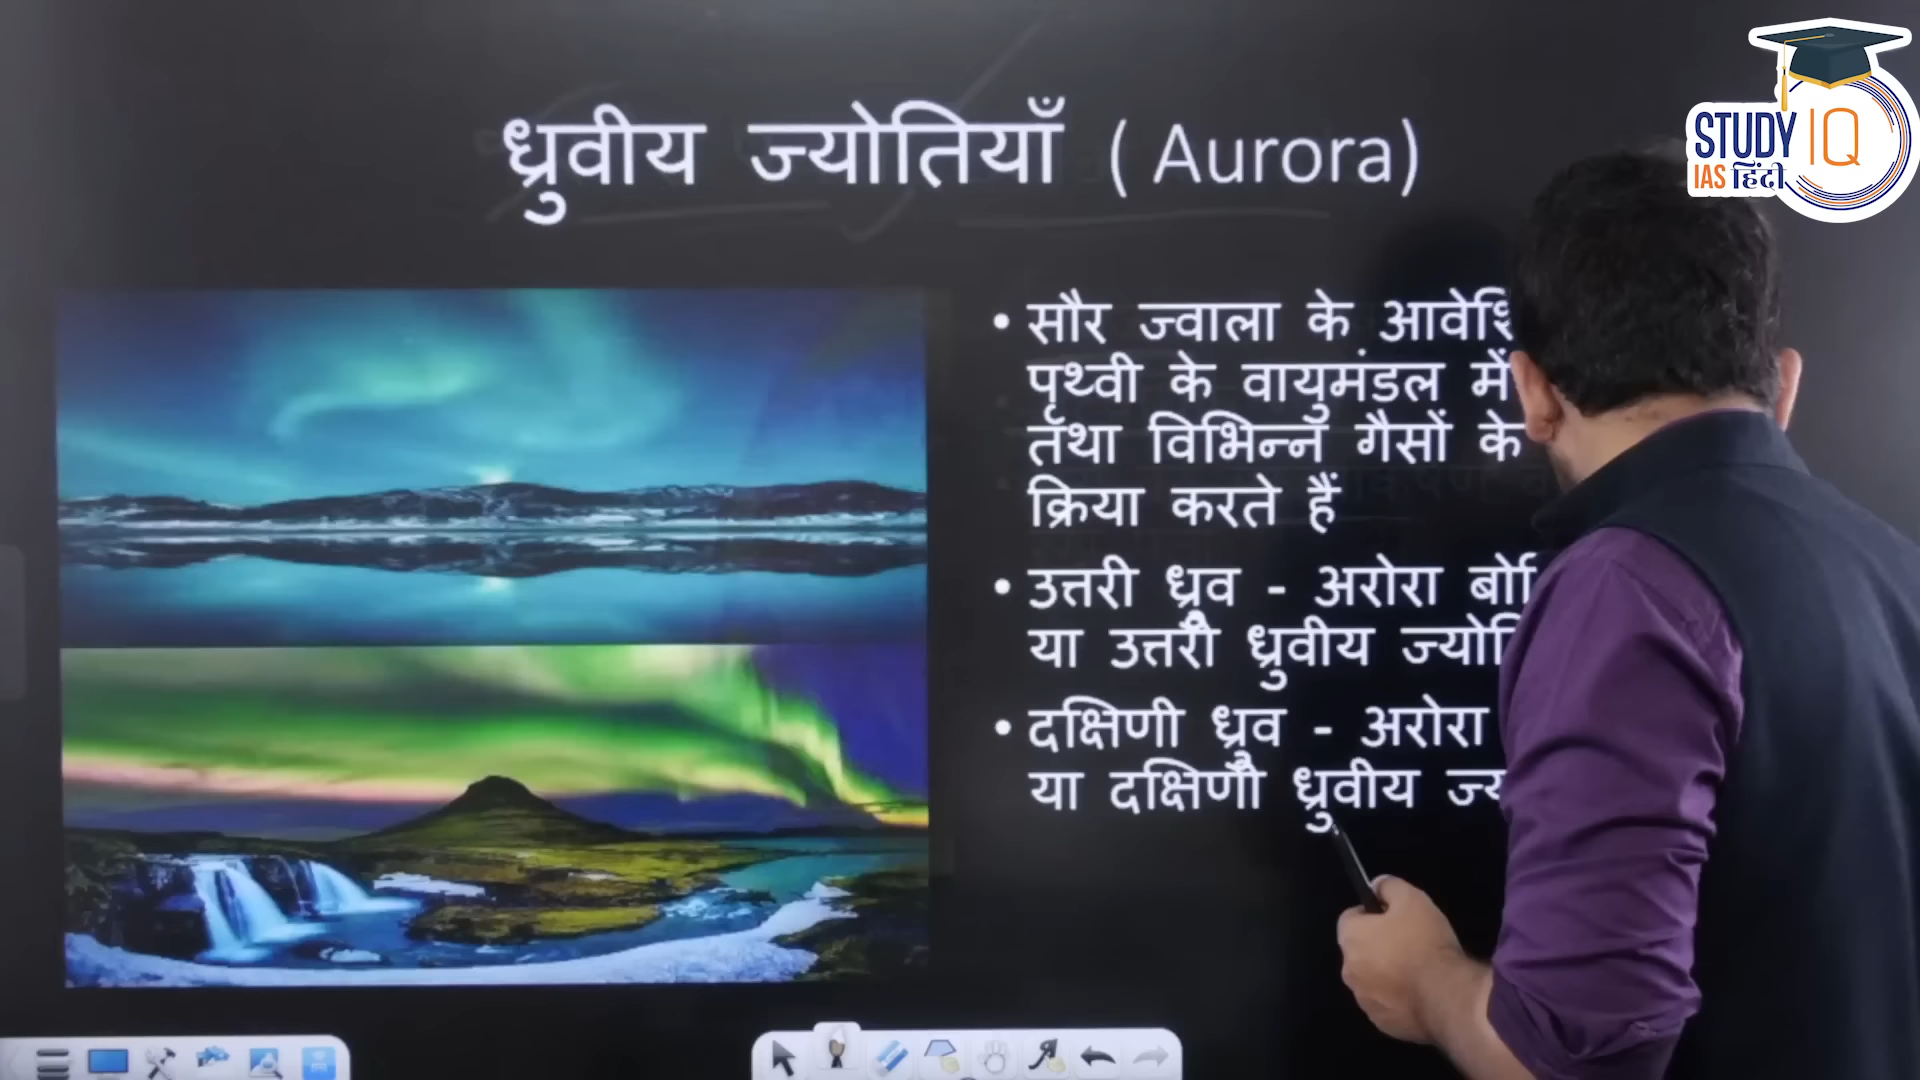 STUDY IQ
IAS हिंदी
ध्रुवीय ज्योतियाँ ( Aurora)
• सौर ज्वाला के
पृथ्वी के वायुमंडल में
तथा विभिन्न गैसों के
क्रिया करते हैं
• उत्तरी ध्रुव - अरोरा
या उत्तरी ध्रुवीय
• दक्षिणी ध्रुव - अरोरा
या दक्षिणी ध्रुवीय